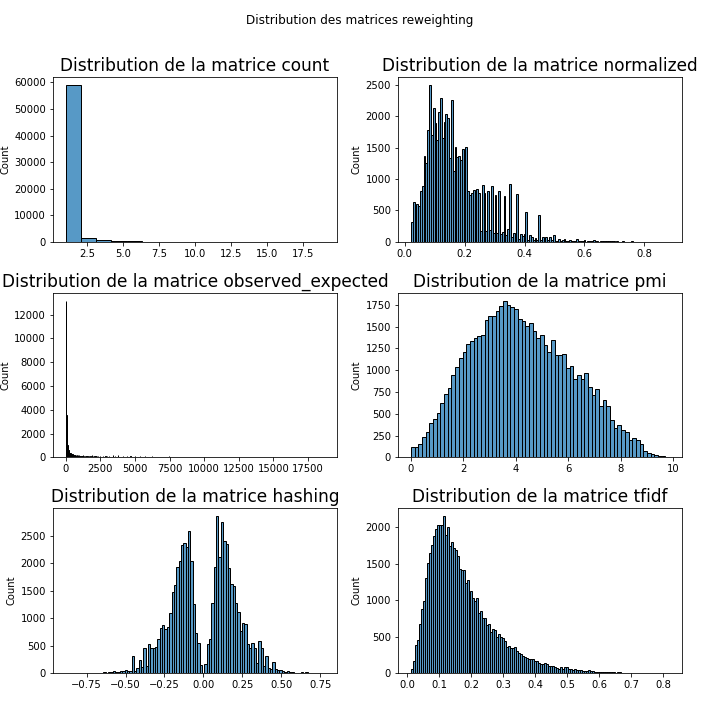 Distribution des matrices reweighting
Distribution de la matrice count
Count
60000
50000
40000
30000
20000
10000
0
2.5 5.0 7.5 10.0 12.5 15.0 17.5
Distribution de la matrice normalized
Count
2500
2000
1500
1000
500
0
0.0 0.2 0.4 0.6 0.8
Distribution de la matrice observed_expected
Count
12000
10000
8000
6000
4000
2000
0
0 2500 5000 7500 10000 12500 15000 17500
Distribution de la matrice pmi
Count
1750
1500
1250
1000
750
500
250
0
0 2 4 6 8 10
Distribution de la matrice hashing
Count
2500
2000
1500
1000
500
0
−0.75 −0.50 −0.25 0.00 0.25 0.50 0.75
Distribution de la matrice tfidf
Count
2000
1500
1000
500
0
0.0 0.1 0.2 0.3 0.4 0.5 0.6 0.7 0.8